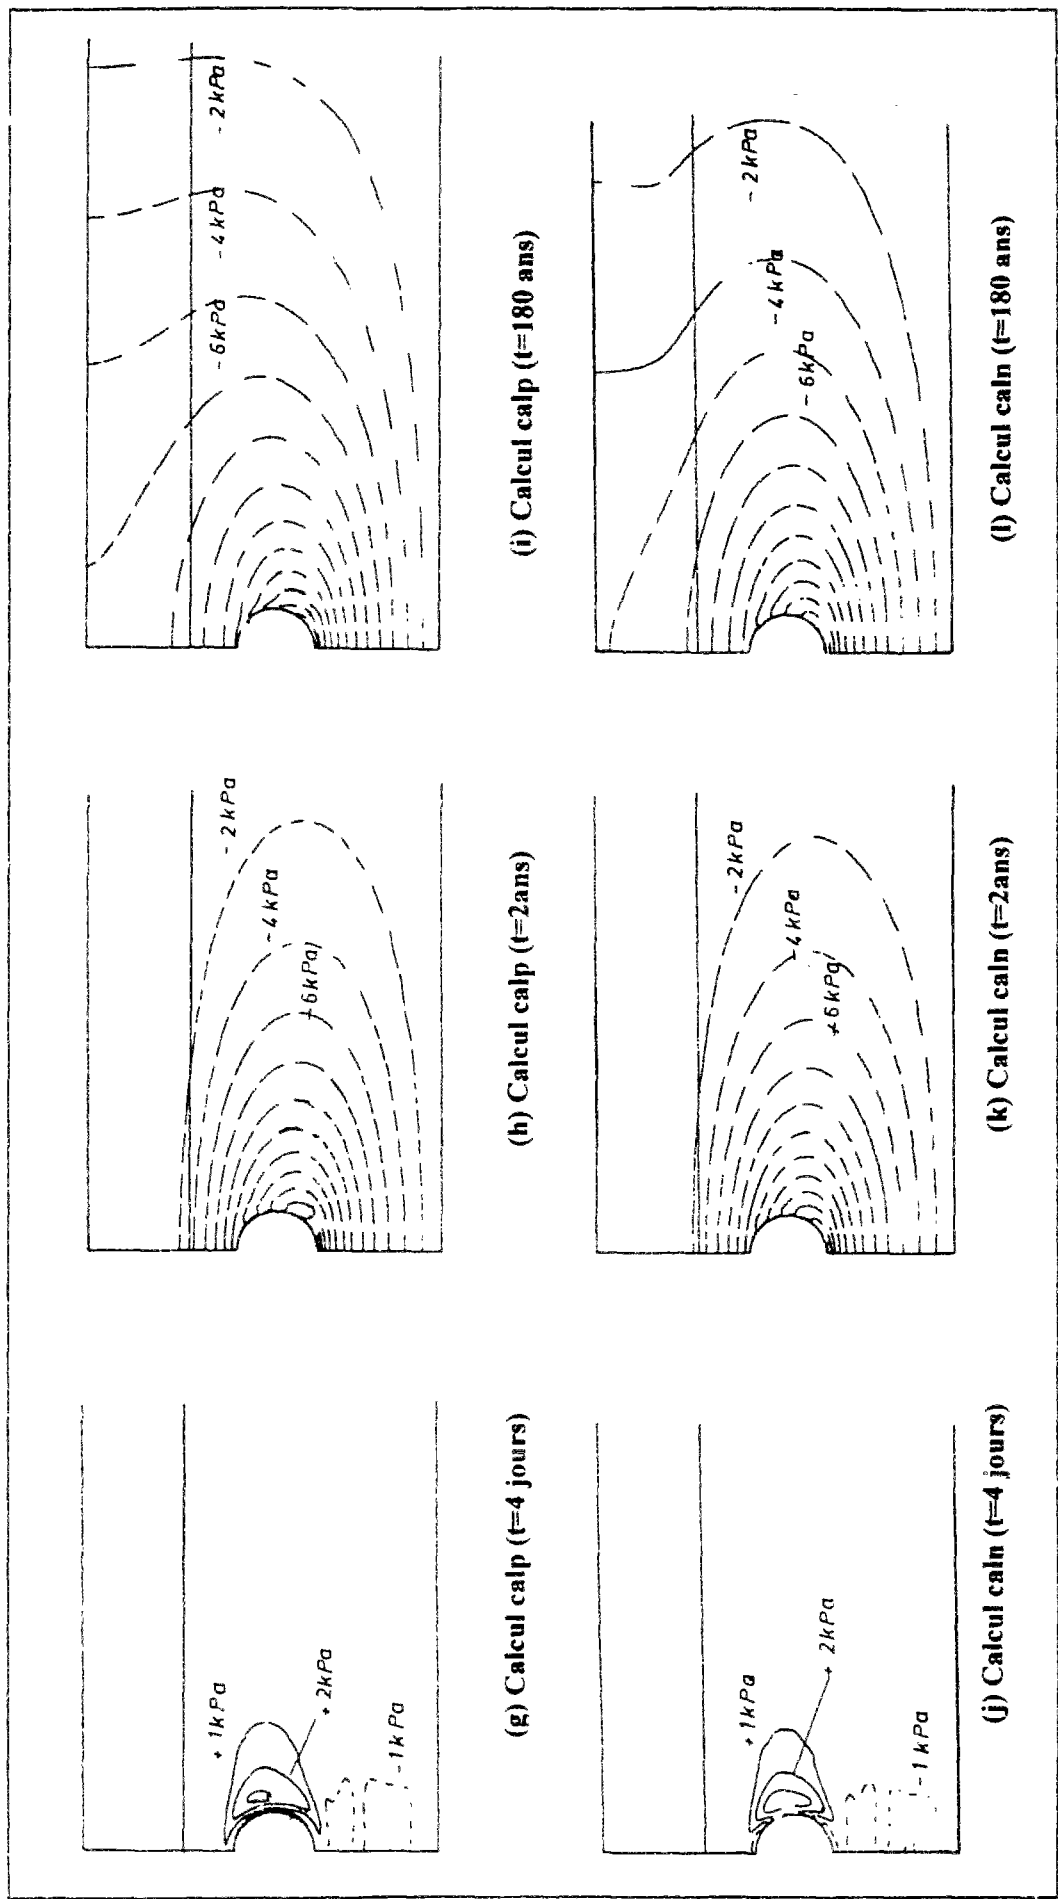 + 1kPa
+ 2kPa
- 1kPa
(g) Calcul calp (t=4 jours)
- 2kPa
- 4kPa
+6kPa
(h) Calcul calp (t=2ans)
- 2kPa
- 4kPa
-6kPa
(i) Calcul calp (t=180 ans)
+1kPa
+ 2kPa
- 1kPa
(j) Calcul caln (t=4 jours)
-2kPa
-4kPa
+6kPa
(k) Calcul caln (t=2ans)
- 2kPa
- 4kPa
- 6kPa
(l) Calcul caln (t=180 ans)